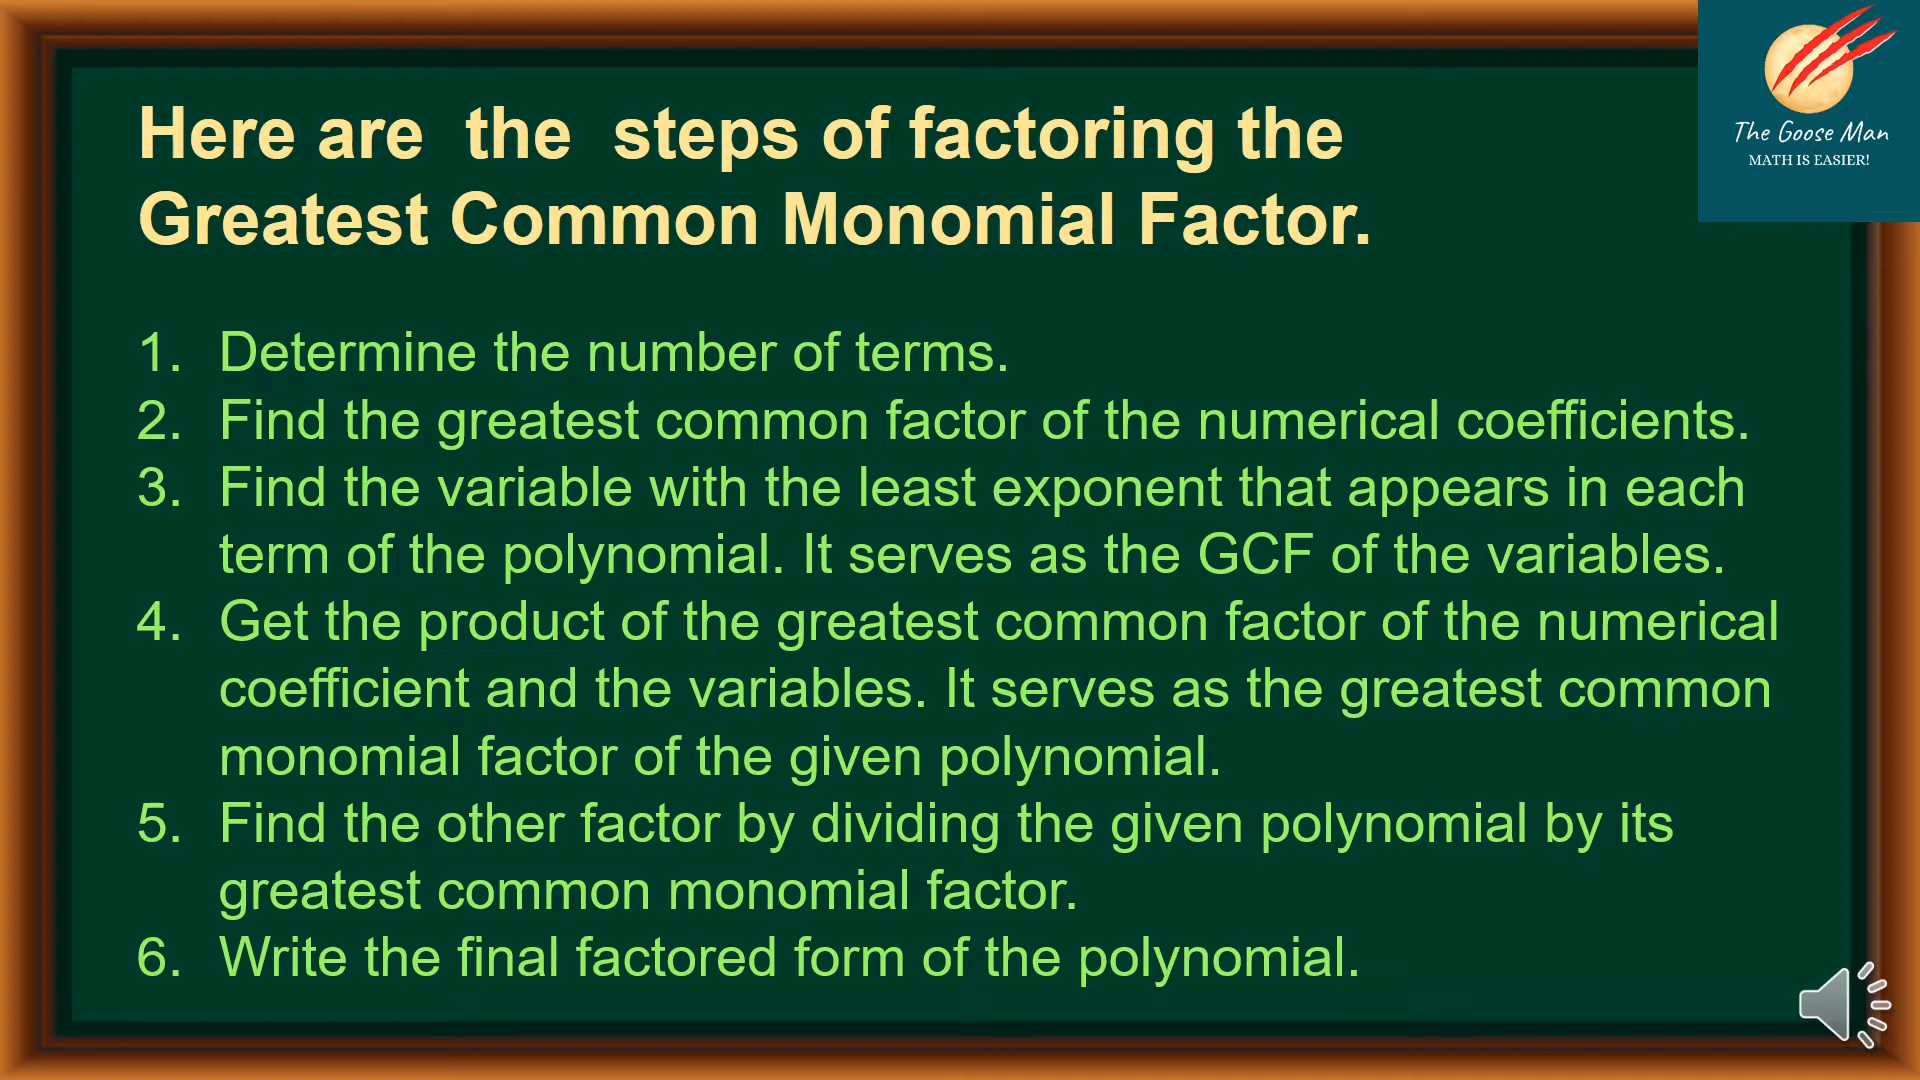 Here are  the  steps of factoring the
Greatest Common Monomial Factor.
The Goose Man
MATH IS EASIER!
1. Determine the number of terms.
2. Find the greatest common factor of the numerical coefficients.
3. Find the variable with the least exponent that appears in each
term of the polynomial. It serves as the GCF of the variables.
4. Get the product of the greatest common factor of the numerical
coefficient and the variables. It serves as the greatest common
monomial factor of the given polynomial.
5. Find the other factor by dividing the given polynomial by its
greatest common monomial factor.
6. Write the final factored form of the polynomial.